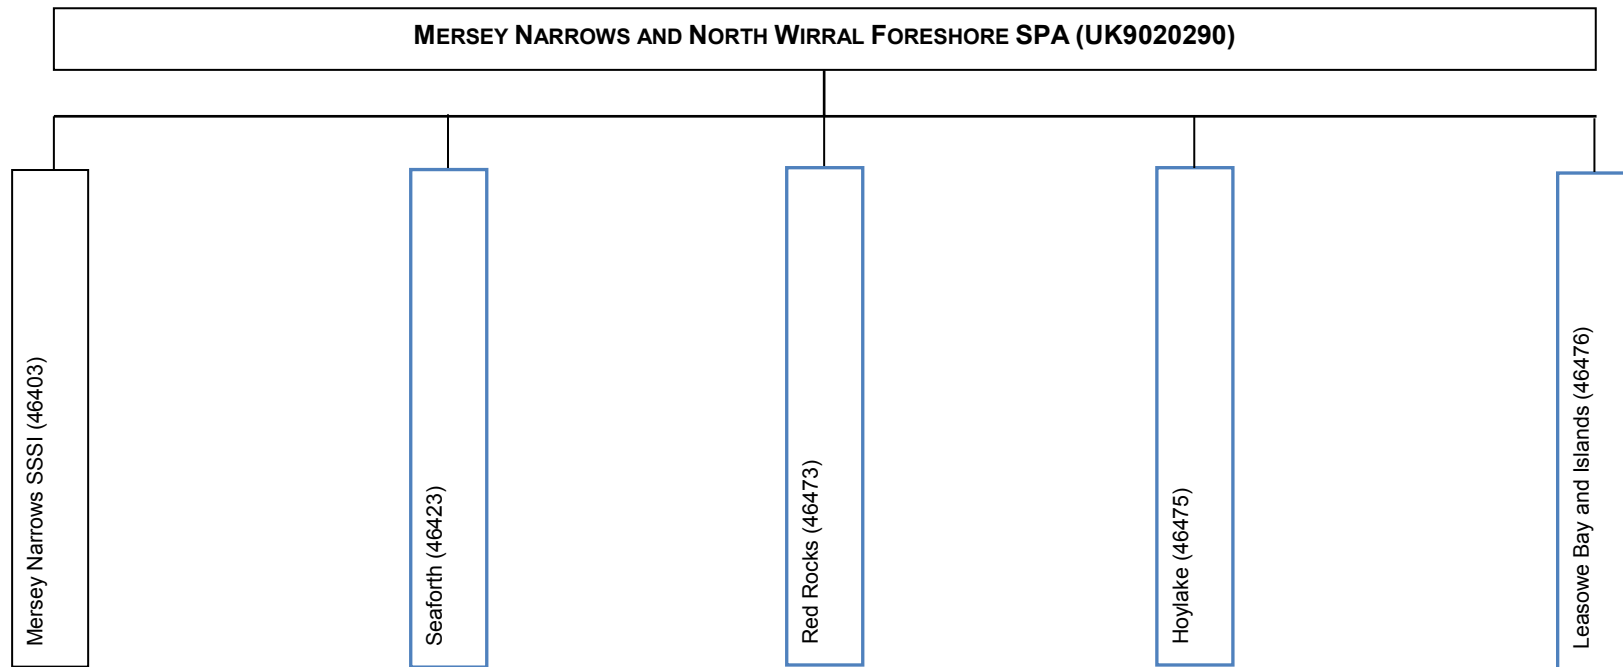 MERSEY NARROWS AND NORTH WIRRAL FORESHORE SPA (UK9020290)
Mersey Narrows SSSI (46403)
Seaforth (46423)
Red Rocks (46473)
Hoylake (46475)
Leasowe Bay and Islands (46476)